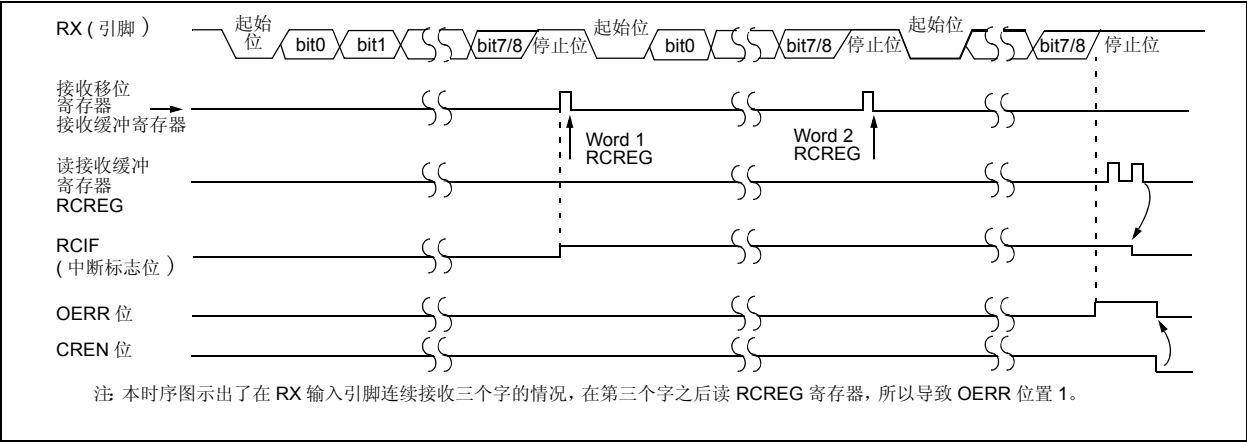 RX ( 引脚 )
起始
位
bit0
bit1
bit7/8
停止位
起始位
bit0
bit7/8
停止位
起始位
bit7/8
停止位
接收移位
寄存器
接收缓冲寄存器
Word 1
RCREG
Word 2
RCREG
读接收缓冲
寄存器
RCREG
RCIF
( 中断标志位 )
OERR 位
CREN 位
注: 本时序图示出了在 RX 输入引脚连续接收三个字的情况，在第三个字之后读 RCREG 寄存器，所以导致 OERR 位置 1。